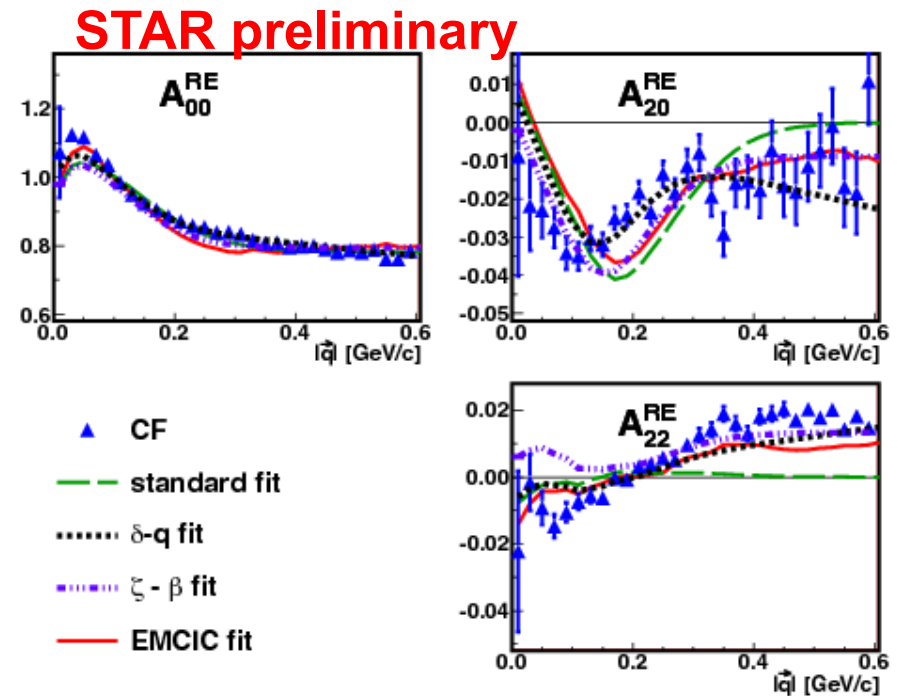 STAR preliminary
A₀₀ᴿᴱ
1.2
1.0
0.8
0.6
0.0 0.2 0.4 0.6
|q⃗| [GeV/c]
A₂₀ᴿᴱ
0.01
0.00
-0.01
-0.02
-0.03
-0.04
-0.05
0.0 0.2 0.4 0.6
|q⃗| [GeV/c]
CF
standard fit
δ-q fit
ζ - β fit
EMCIC fit
A₂₂ᴿᴱ
0.02
0.00
-0.02
-0.04
0.0 0.2 0.4 0.6
|q⃗| [GeV/c]